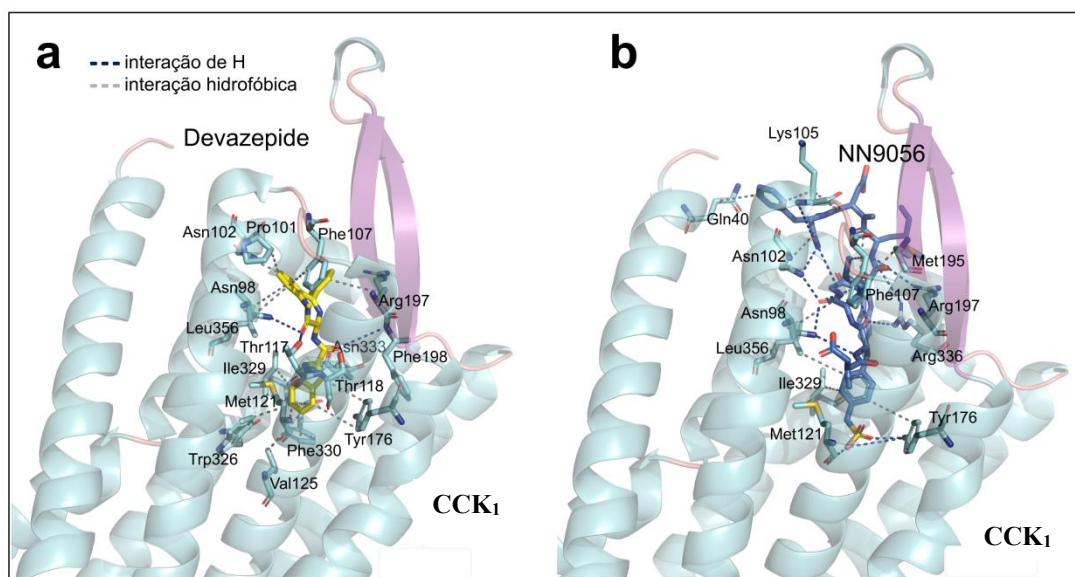 a
interação de H
interação hidrofóbica
Devazepide
Asn102
Pro101
Phe107
Asn98
Arg197
Leu356
Thr117
Asn333
Phe198
Ile329
Thr118
Met121
Tyr176
Phe330
Trp326
Val125
CCK₁
b
Lys105
NN9056
Gln40
Asn102
Met195
Phe107
Arg197
Asn98
Leu356
Arg336
Ile329
Met121
Tyr176
CCK₁